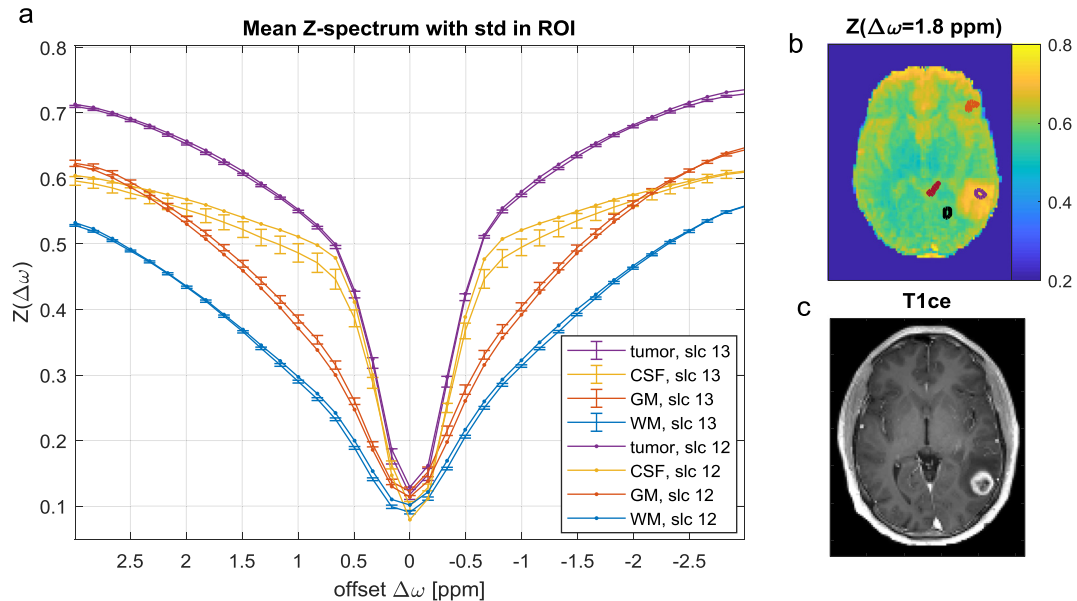 a
Mean Z-spectrum with std in ROI
0.8
0.7
0.6
0.5
0.4
0.3
0.2
0.1
Z(Δω)
2.5 2 1.5 1 0.5 0 -0.5 -1 -1.5 -2 -2.5
offset Δω [ppm]
tumor, slc 13
CSF, slc 13
GM, slc 13
WM, slc 13
tumor, slc 12
CSF, slc 12
GM, slc 12
WM, slc 12
b
Z(Δω=1.8 ppm)
0.8
0.6
0.4
0.2
c
T1ce